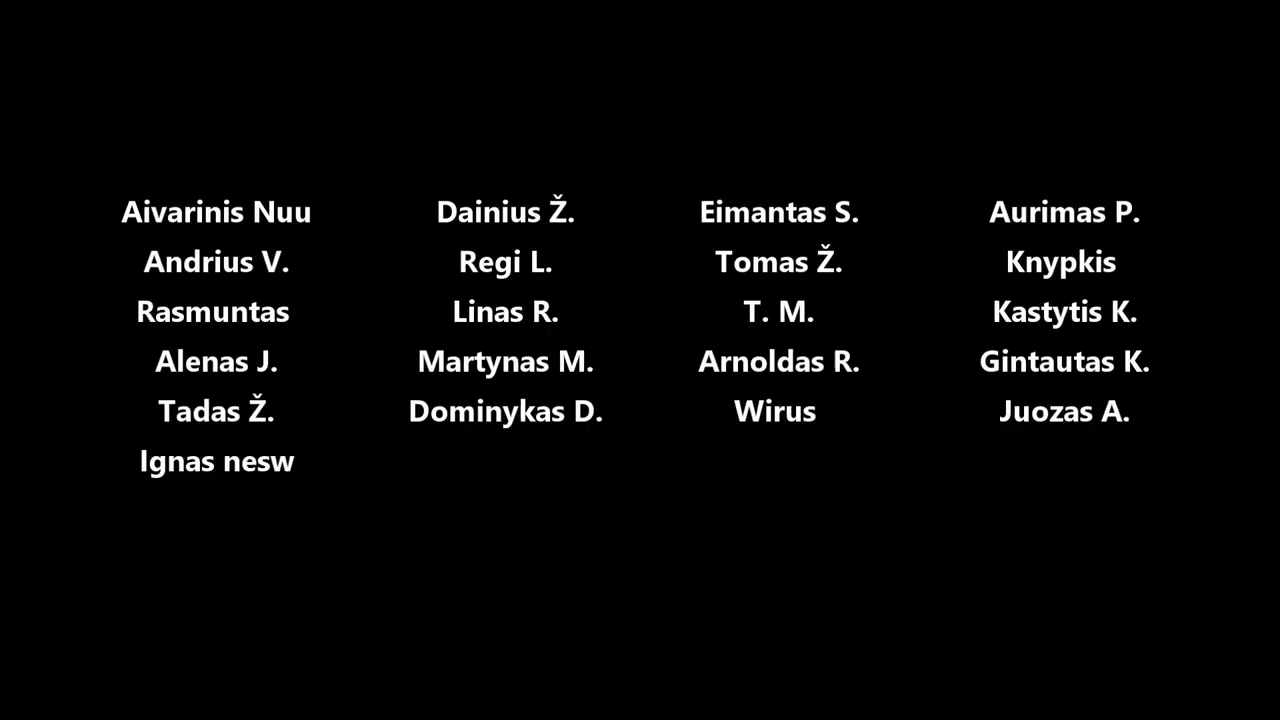 Aivarinis Nuu Dainius Ž. Eimantas S. Aurimas P.
Andrius V. Regi L. Tomas Ž. Knypkis
Rasmuntas Linas R. T. M. Kastytis K.
Alenas J. Martynas M. Arnoldas R. Gintautas K.
Tadas Ž. Dominykas D. Wirus Juozas A.
Ignas nesw